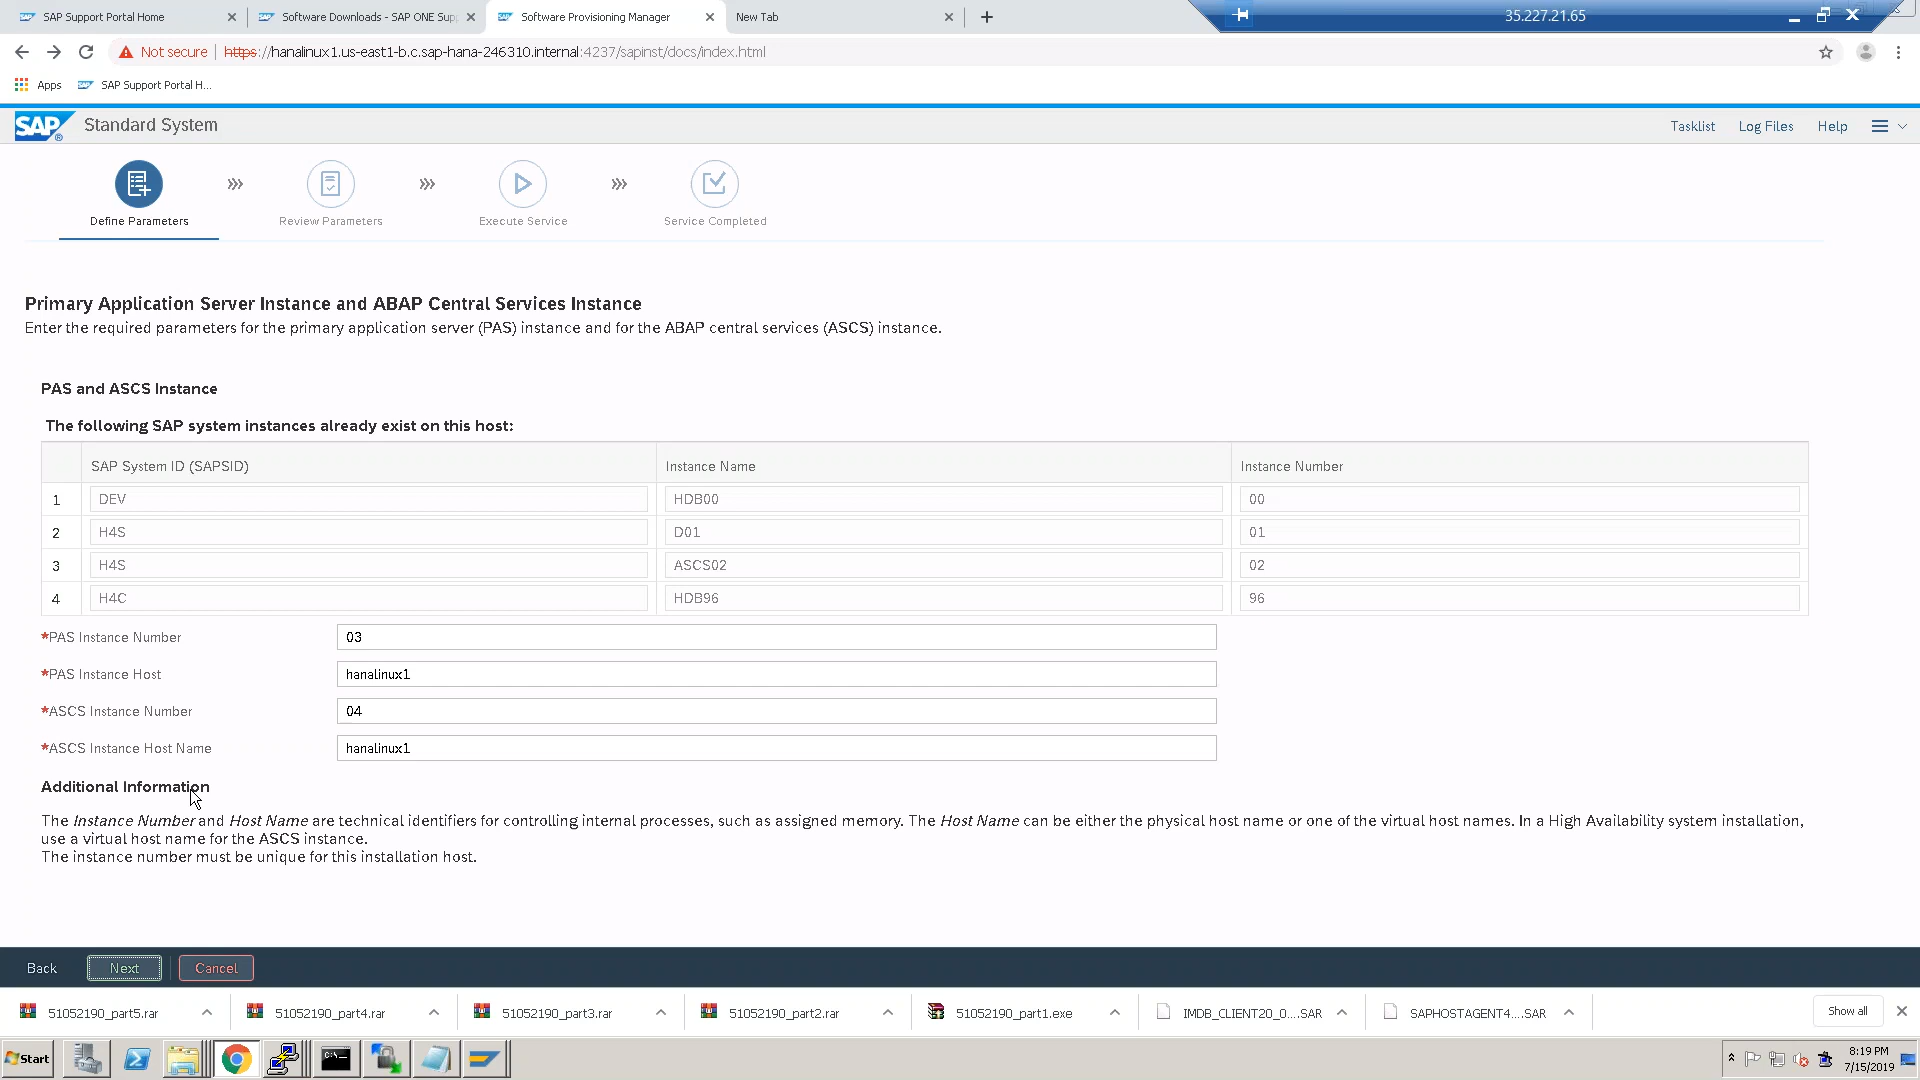 SAP Support Portal Home
Software Downloads - SAP ONE Supp
Software Provisioning Manager
New Tab
35.227.21.65
Not secure
https://hanalinux1.us-east1-b.c.sap-hana-246310.internal:4237/sapinst/docs/index.html
Apps
SAP Support Portal H...
SAP Standard System
Tasklist
Log Files
Help
Define Parameters
Review Parameters
Execute Service
Service Completed
Primary Application Server Instance and ABAP Central Services Instance
Enter the required parameters for the primary application server (PAS) instance and for the ABAP central services (ASCS) instance.
PAS and ASCS Instance
The following SAP system instances already exist on this host:
SAP System ID (SAPSID) Instance Name Instance Number
1 DEV HDB00 00
2 H4S D01 01
3 H4S ASCS02 02
4 H4C HDB96 96
*PAS Instance Number 03
*PAS Instance Host hanalinux1
*ASCS Instance Number 04
*ASCS Instance Host Name hanalinux1
Additional Information
The Instance Number and Host Name are technical identifiers for controlling internal processes, such as assigned memory. The Host Name can be either the physical host name or one of the virtual host names. In a High Availability system installation,
use a virtual host name for the ASCS instance.
The instance number must be unique for this installation host.
Back
Next
Cancel
51052190_part5.rar
51052190_part4.rar
51052190_part3.rar
51052190_part2.rar
51052190_part1.exe
IMDB_CLIENT20_0....SAR
SAPHOSTAGENT4....SAR
Show all
Start
8:19 PM
7/15/2019